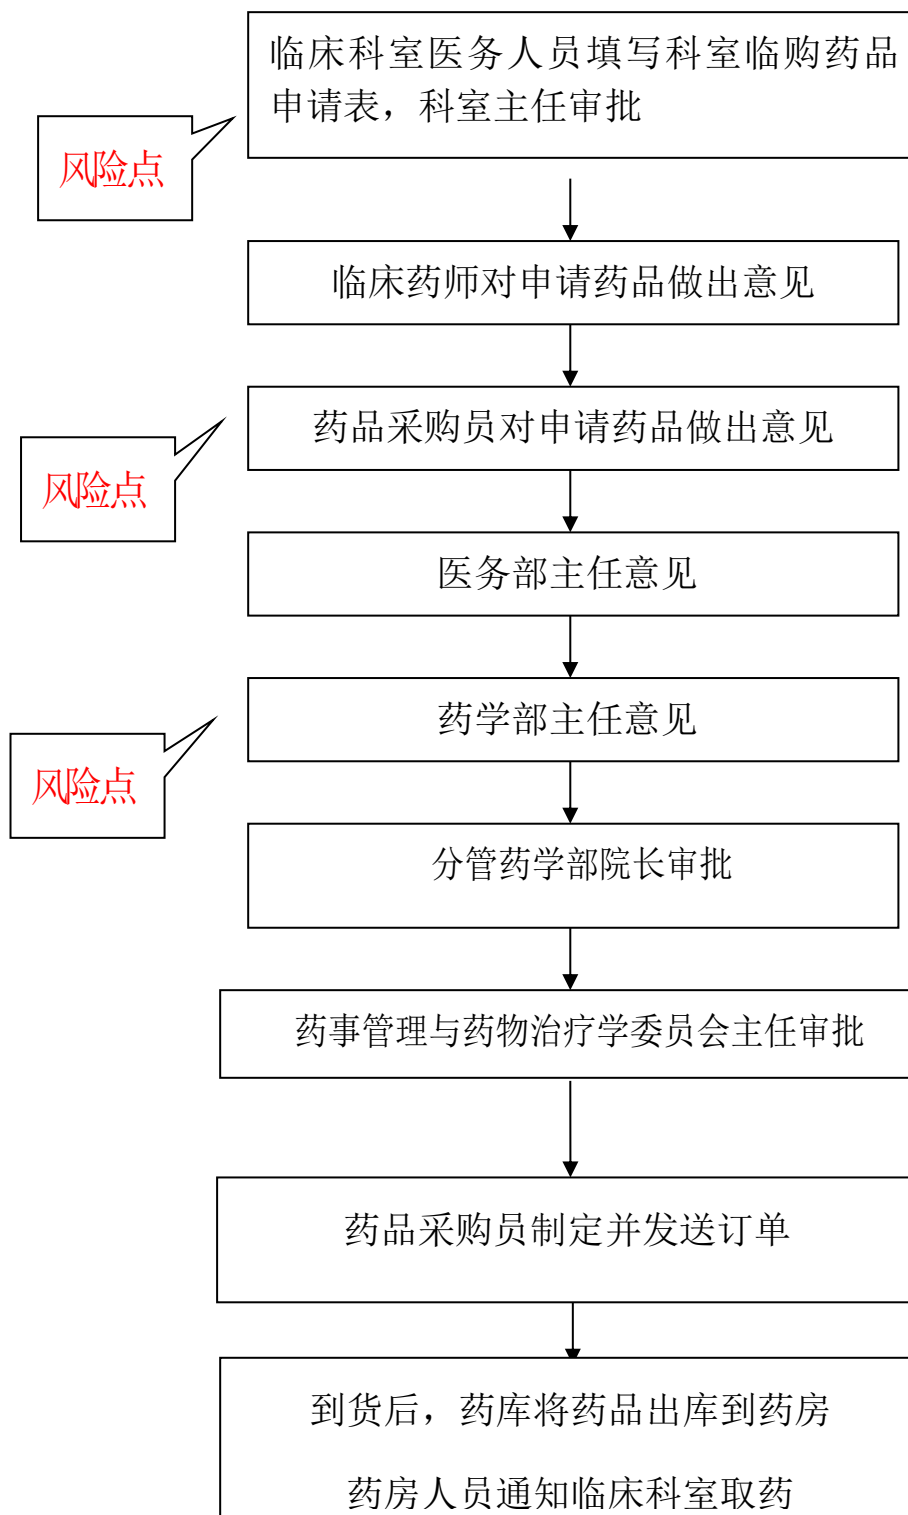 临床科室医务人员填写科室临购药品
申请表，科室主任审批
风险点
临床药师对申请药品做出意见
药品采购员对申请药品做出意见
风险点
医务部主任意见
药学部主任意见
风险点
分管药学部院长审批
药事管理与药物治疗学委员会主任审批
药品采购员制定并发送订单
到货后，药库将药品出库到药房
药房人员通知临床科室取药